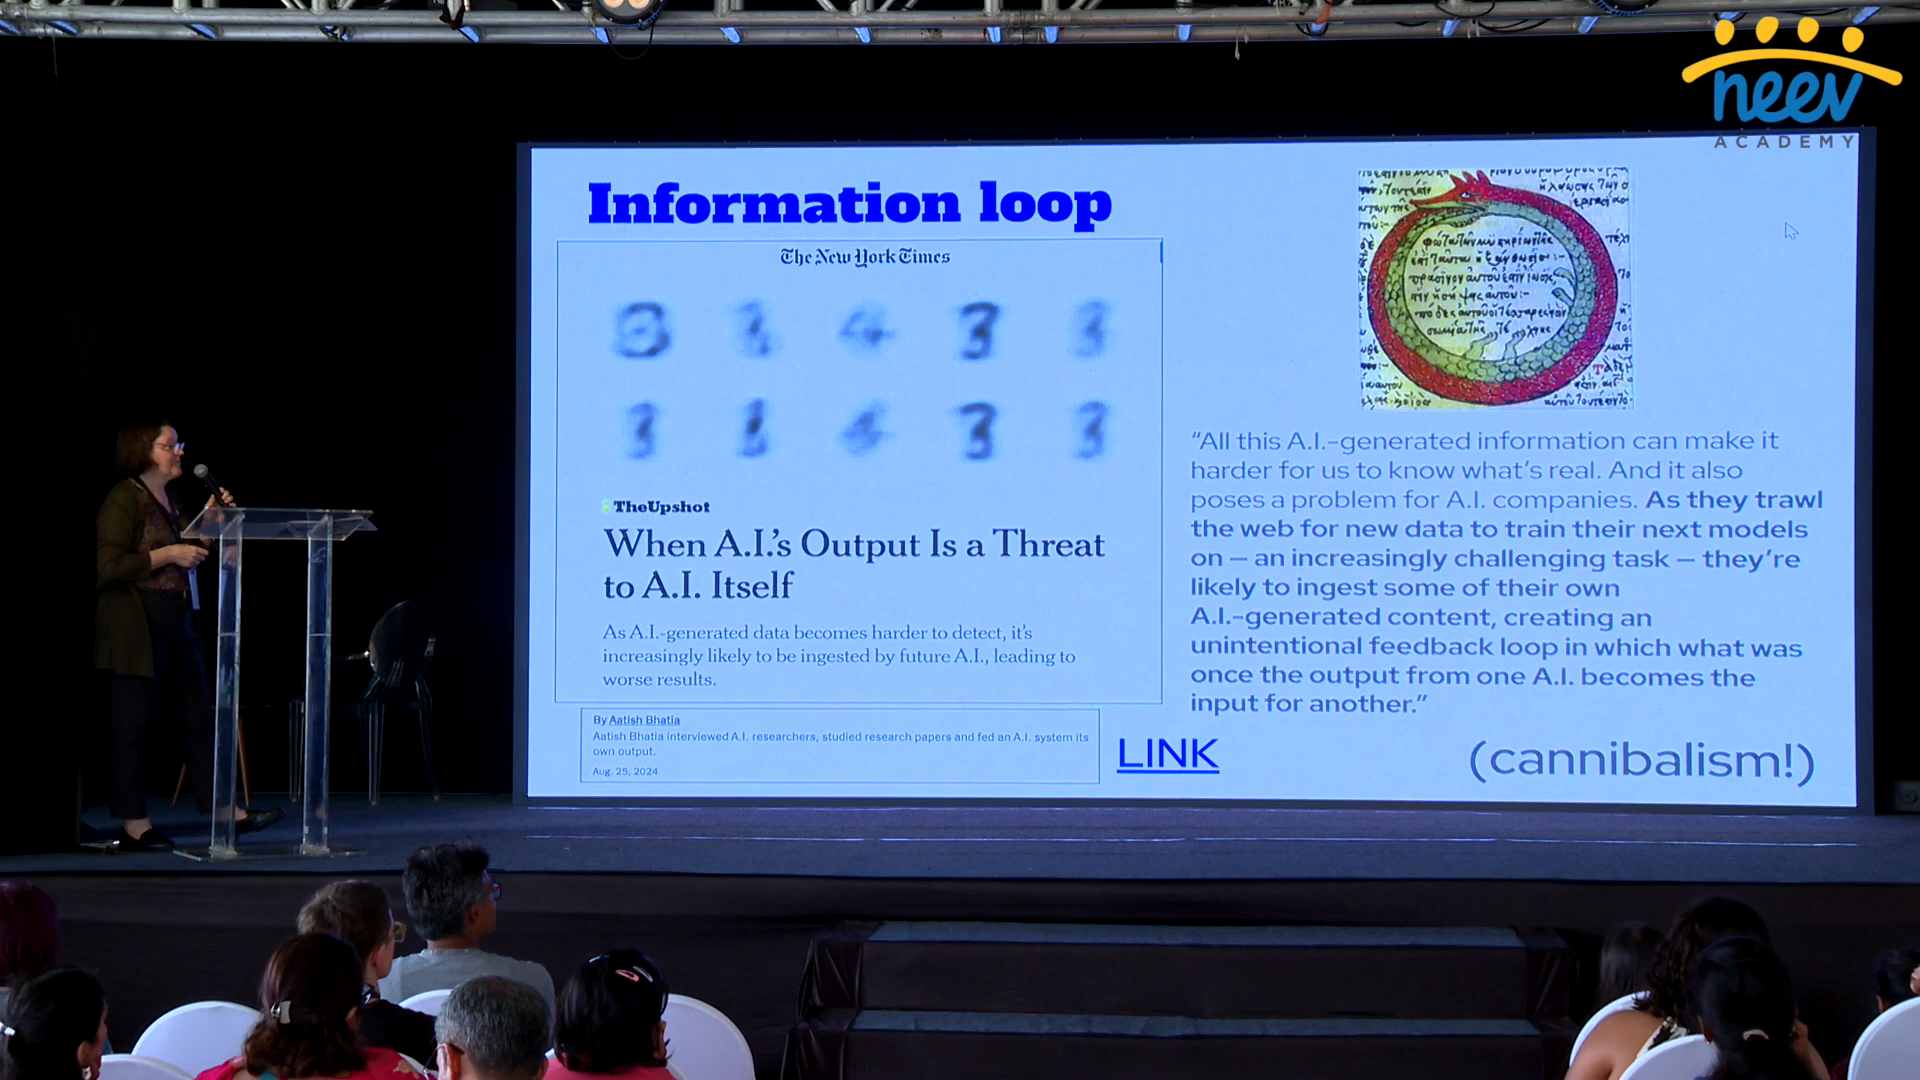 neev
ACADEMY
Information loop
The New York Times
TheUpshot
When A.I.'s Output Is a Threat
to A.I. Itself
As A.I.-generated data becomes harder to detect, it's
increasingly likely to be ingested by future A.I., leading to
worse results.
By Aatish Bhatia
Aatish Bhatia interviewed A.I. researchers, studied research papers and fed an A.I. system its
own output.
Aug. 25, 2024
“All this A.I.-generated information can make it
harder for us to know what's real. And it also
poses a problem for A.I. companies. As they trawl
the web for new data to train their next models
on — an increasingly challenging task — they're
likely to ingest some of their own
A.I.-generated content, creating an
unintentional feedback loop in which what was
once the output from one A.I. becomes the
input for another.”
LINK
(cannibalism!)